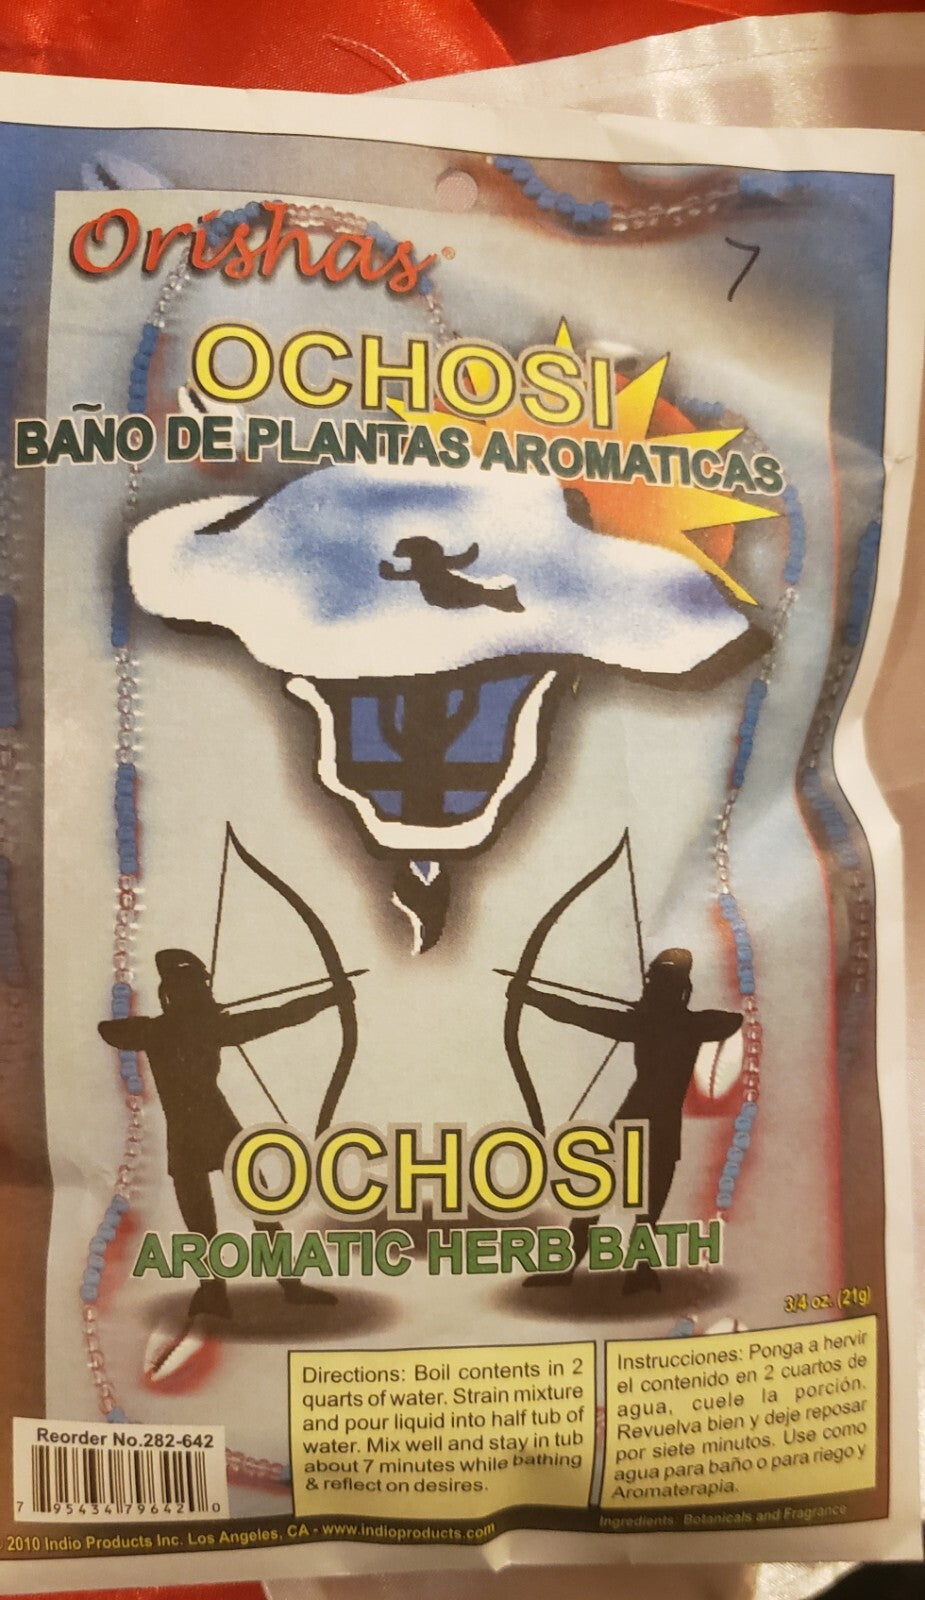 Orishas®
7
OCHOSI
BAÑO DE PLANTAS AROMATICAS
OCHOSI
AROMATIC HERB BATH
3/4 oz. (21g)
Directions: Boil contents in 2
quarts of water. Strain mixture
and pour liquid into half tub of
water. Mix well and stay in tub
about 7 minutes while bathing
& reflect on desires.
Instrucciones: Ponga a hervir
el contenido en 2 cuartos de
agua, cuele la porción.
Revuelva bien y deje reposar
por siete minutos. Use como
agua para baño o para riego y
Aromaterapia.
Ingredients: Botanicals and Fragrance
Reorder No.282-642
7 95434 79642 0
2010 Indio Products Inc. Los Angeles, CA - www.indioproducts.com